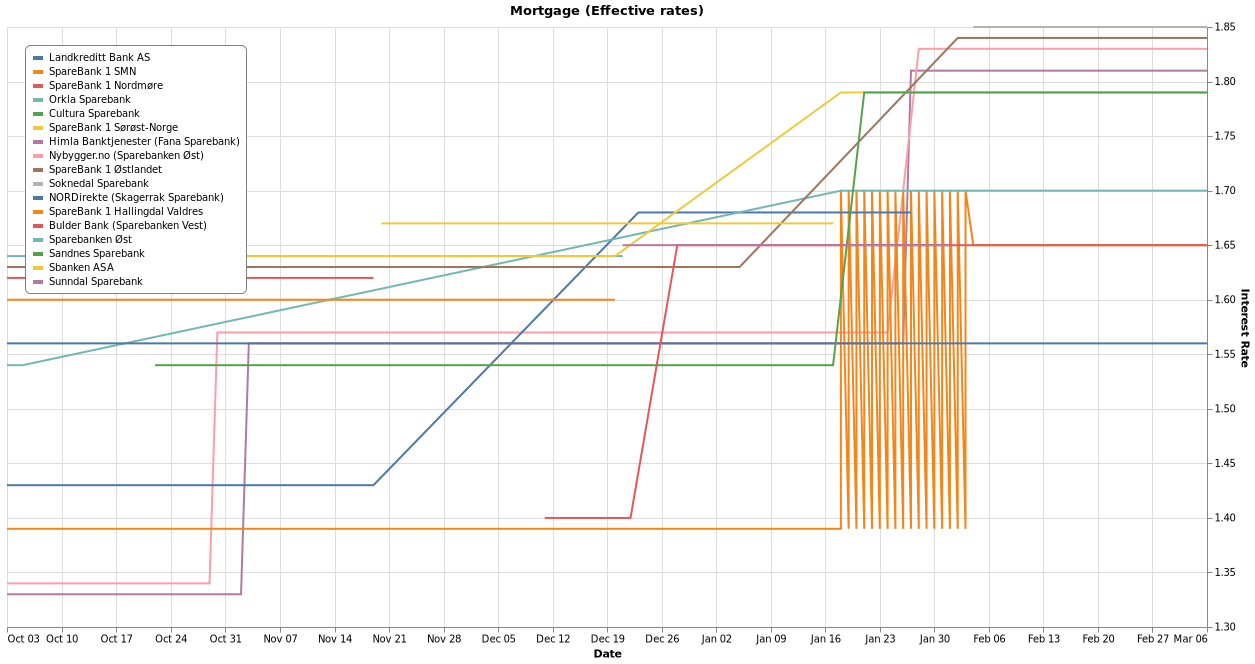 Mortgage (Effective rates)
Landkreditt Bank AS
SpareBank 1 SMN
SpareBank 1 Nordmøre
Orkla Sparebank
Cultura Sparebank
SpareBank 1 Sørøst-Norge
Himla Banktjenester (Fana Sparebank)
Nybygger.no (Sparebanken Øst)
SpareBank 1 Østlandet
Soknedal Sparebank
NORDirekte (Skagerrak Sparebank)
SpareBank 1 Hallingdal Valdres
Bulder Bank (Sparebanken Vest)
Sparebanken Øst
Sandnes Sparebank
Sbanken ASA
Sunndal Sparebank
1.85
1.80
1.75
1.70
1.65
1.60
1.55
1.50
1.45
1.40
1.35
1.30
Interest Rate
Oct 03 Oct 10 Oct 17 Oct 24 Oct 31 Nov 07 Nov 14 Nov 21 Nov 28 Dec 05 Dec 12 Dec 19 Dec 26 Jan 02 Jan 09 Jan 16 Jan 23 Jan 30 Feb 06 Feb 13 Feb 20 Feb 27 Mar 06
Date